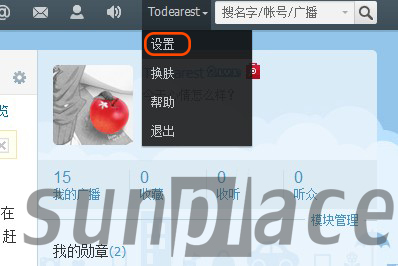 @
Todearest
搜名字/帐号/广播
设置
换肤
帮助
退出
览
15 0 0 0
我的广播 收藏 收听 听众
模块管理
在
赶
我的勋章(2)
sunplace